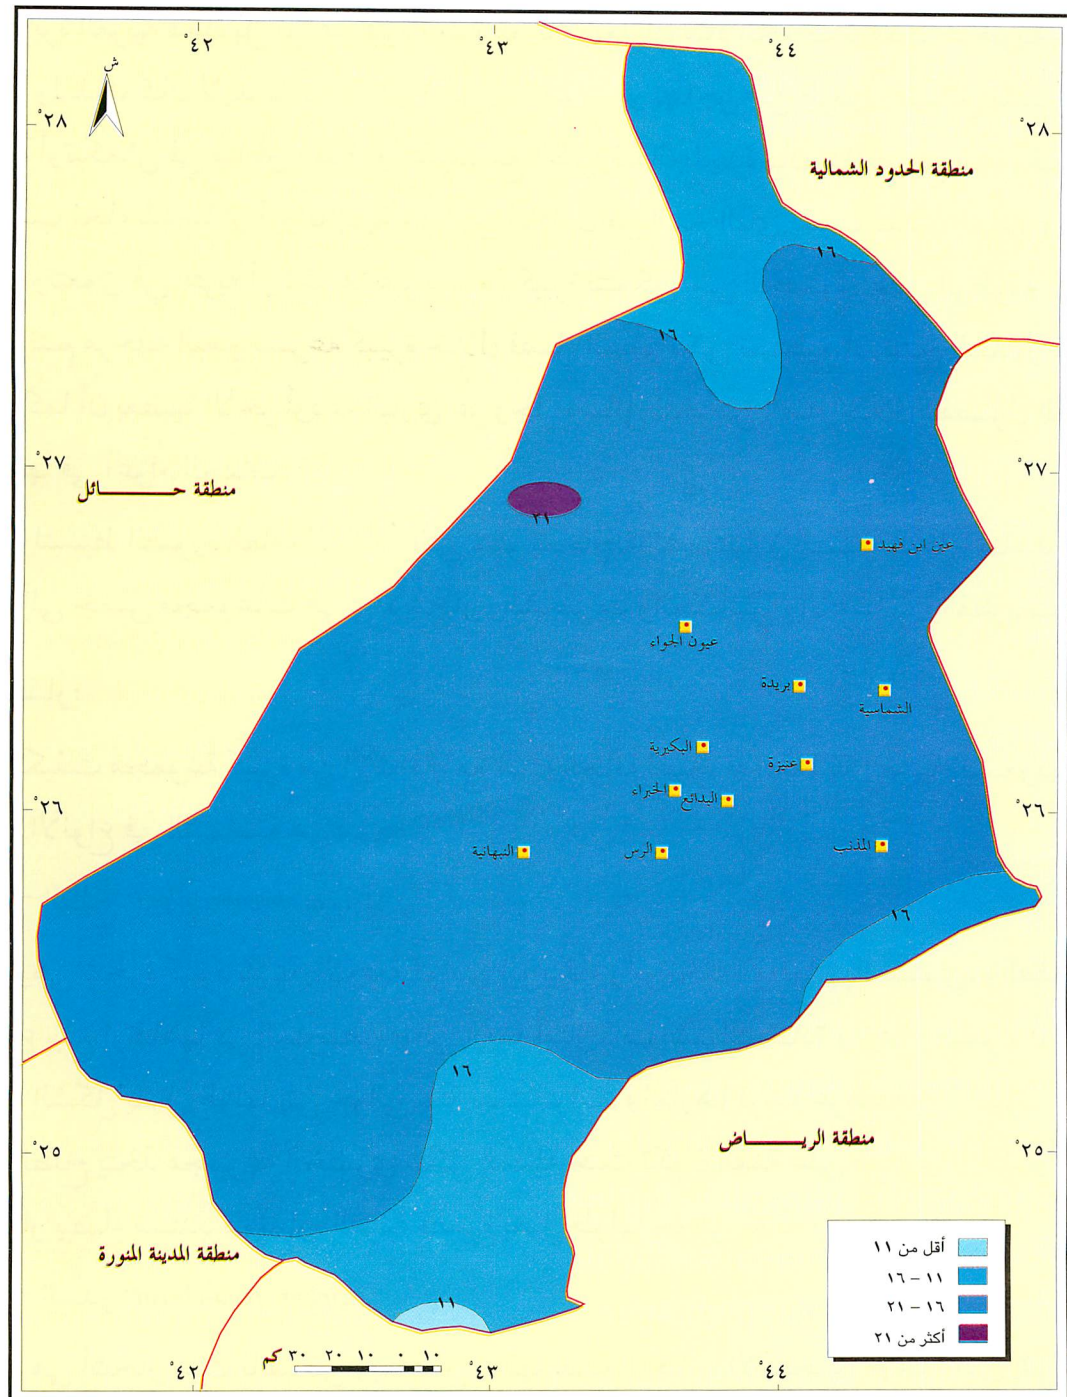 °٤٢
°٤٣
°٤٤
ش
°٢٨
°٢٨
منطقة الحدود الشمالية
١٦
١٦
°٢٧
°٢٧
منطقة حـــــائل
٢١
عين ابن فهيد
عيون الجواء
بريدة
الشماسية
البكيرية
عنيزة
الخبراء
البدائع
°٢٦
°٢٦
النبهانية
الرس
المذنب
١٦
١٦
°٢٥
°٢٥
منطقة الريـــــاض
منطقة المدينة المنورة
١١
أقل من ١١
١١ – ١٦
١٦ – ٢١
أكثر من ٢١
١٠ ٠ ١٠ ٢٠ ٣٠ كم
°٤٢
°٤٣
°٤٤